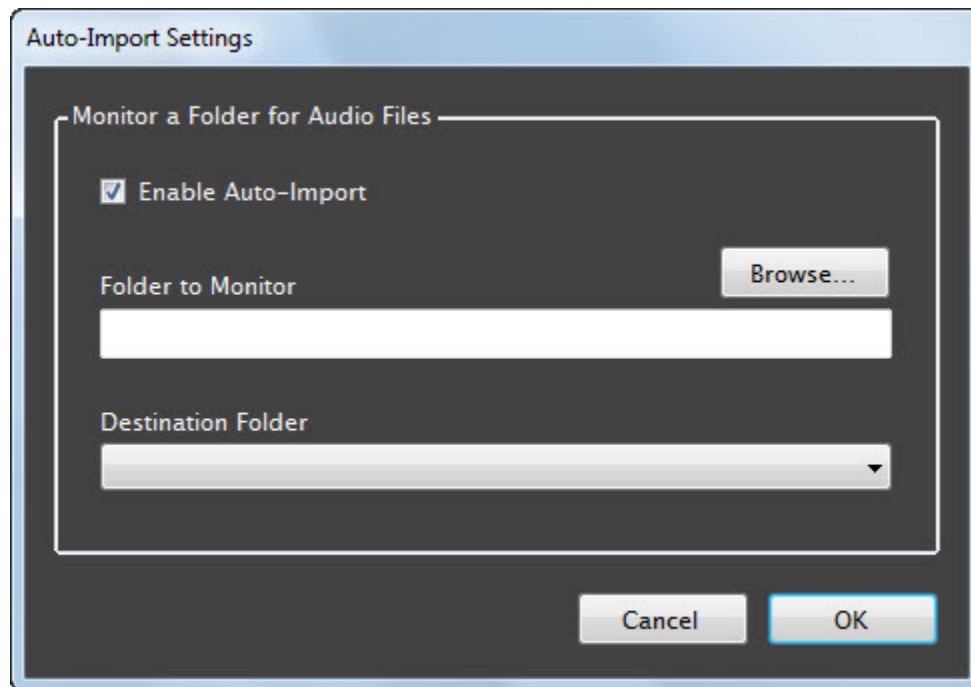 Auto-Import Settings
Monitor a Folder for Audio Files
Enable Auto-Import
Browse...
Folder to Monitor
Destination Folder
Cancel
OK